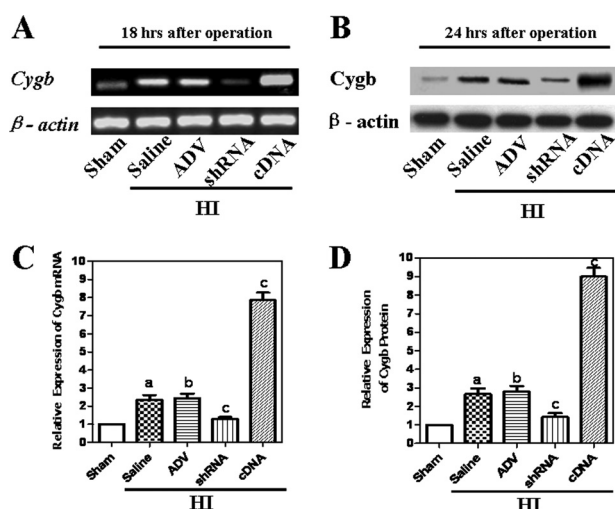 A
18 hrs after operation
Cygb
β - actin
Sham
Saline
ADV
shRNA
cDNA
HI
B
24 hrs after operation
Cygb
β - actin
Sham
Saline
ADV
shRNA
cDNA
HI
C
Relative Expression of Cygb mRNA
10
9
8
7
6
5
4
3
2
1
0
a
b
c
c
Sham
Saline
ADV
shRNA
cDNA
HI
D
Relative Expression
of Cygb Protein
10
9
8
7
6
5
4
3
2
1
0
a
b
c
c
Sham
Saline
ADV
shRNA
cDNA
HI